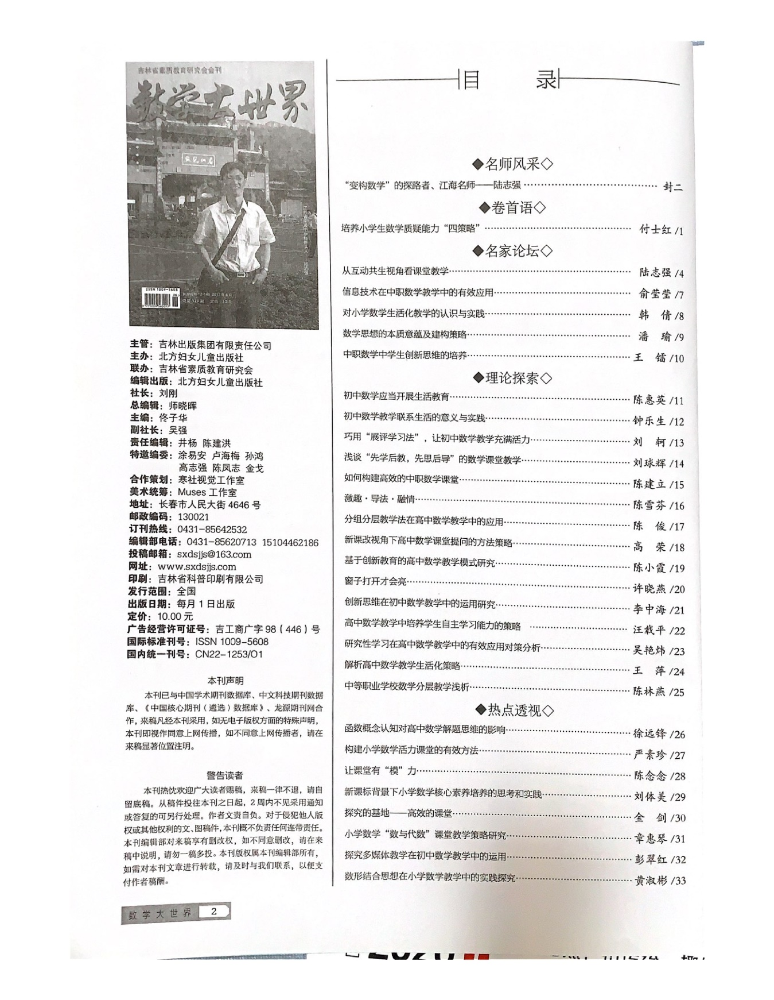 吉林省素质教育研究会会刊
数学大世界
ISSN 1009-5608
主管：吉林出版集团有限责任公司
主办：北方妇女儿童出版社
联办：吉林省素质教育研究会
编辑出版：北方妇女儿童出版社
社长：刘刚
总编辑：师晓晖
主编：佟子华
副社长：吴强
责任编辑：井杨 陈建洪
特邀编委：涂易安 卢海梅 孙鸿
高志强 陈凤志 金戈
合作策划：寒社视觉工作室
美术统筹：Muses 工作室
地址：长春市人民大街 4646 号
邮政编码：130021
订刊热线：0431-85642532
编辑部电话：0431-85620713 15104462186
投稿邮箱：sxdsjjs@163.com
网址：www.sxdsjjs.com
印刷：吉林省科普印刷有限公司
发行范围：全国
出版日期：每月 1 日出版
定价：10.00 元
广告经营许可证号：吉工商广字 98（446）号
国际标准刊号：ISSN 1009-5608
国内统一刊号：CN22-1253/O1
本刊声明
本刊已与中国学术期刊数据库、中文科技期刊数据
库、《中国核心期刊（遴选）数据库》、龙源期刊网合
作，来稿凡经本刊采用，如无电子版权方面的特殊声明，
本刊即视作同意上网传播，如不同意上网传播者，请在
来稿显著位置注明。
警告读者
本刊热忱欢迎广大读者赐稿，来稿一律不退，请自
留底稿。从稿件投往本刊之日起，2 周内不见采用通知
或答复的可另行处理。作者文责自负。对于侵犯他人版
权或其他权利的文、图稿件，本刊概不负责任何连带责任。
本刊编辑部对来稿享有删改权，如不同意删改，请在来
稿中说明，请勿一稿多投。本刊版权属本刊编辑部所有，
如需对本刊文章进行转载，请及时与我们联系，以便支
付作者稿酬。
数学大世界 2
目 录
◆名师风采◇
“变构数学”的探路者、江海名师——陆志强 …… 封二
◆卷首语◇
培养小学生数学质疑能力“四策略” …… 付士红 /1
◆名家论坛◇
从互动共生视角看课堂教学…… 陆志强 /4
信息技术在中职数学教学中的有效应用…… 俞莹莹 /7
对小学数学生活化教学的认识与实践…… 韩 倩 /8
数学思想的本质意蕴及建构策略…… 潘 瑜 /9
中职数学中学生创新思维的培养…… 王 镭 /10
◆理论探索◇
初中数学应当开展生活教育…… 陈惠英 /11
初中数学教学联系生活的意义与实践…… 钟乐生 /12
巧用“展评学习法”，让初中数学教学充满活力…… 刘 轲 /13
浅谈“先学后教，先思后导”的数学课堂教学…… 刘球辉 /14
如何构建高效的中职数学课堂…… 陈建立 /15
激趣·导法·融情…… 陈雪芬 /16
分组分层教学法在高中数学教学中的应用…… 陈 俊 /17
新课改视角下高中数学课堂提问的方法策略…… 高 荣 /18
基于创新教育的高中数学教学模式研究…… 陈小霞 /19
窗子打开才会亮…… 许晓燕 /20
创新思维在初中数学教学中的运用研究…… 李中海 /21
高中数学教学中培养学生自主学习能力的策略 …… 汪载平 /22
研究性学习在高中数学教学中的有效应用对策分析…… 吴艳炜 /23
解析高中数学教学生活化策略…… 王 萍 /24
中等职业学校数学分层教学浅析…… 陈林燕 /25
◆热点透视◇
函数概念认知对高中数学解题思维的影响…… 徐远锋 /26
构建小学数学活力课堂的有效方法…… 严素珍 /27
让课堂有“模”力…… 陈念念 /28
新课标背景下小学数学核心素养培养的思考和实践…… 刘体美 /29
探究的基地——高效的课堂…… 金 剑 /30
小学数学“数与代数”课堂教学策略研究…… 章惠琴 /31
探究多媒体教学在初中数学教学中的运用…… 彭翠红 /32
数形结合思想在小学数学教学中的实践探究…… 黄淑彬 /33